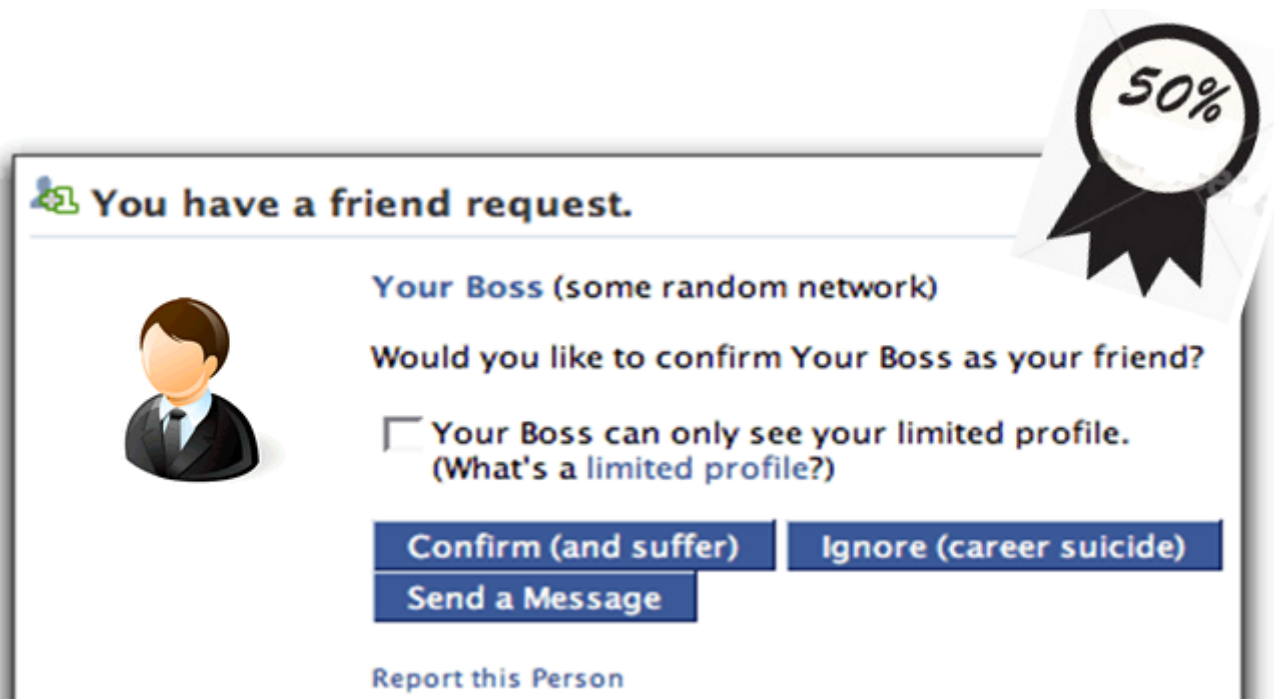 50%
You have a friend request.
Your Boss (some random network)
Would you like to confirm Your Boss as your friend?
Your Boss can only see your limited profile.
(What's a limited profile?)
Confirm (and suffer) Ignore (career suicide)
Send a Message
Report this Person